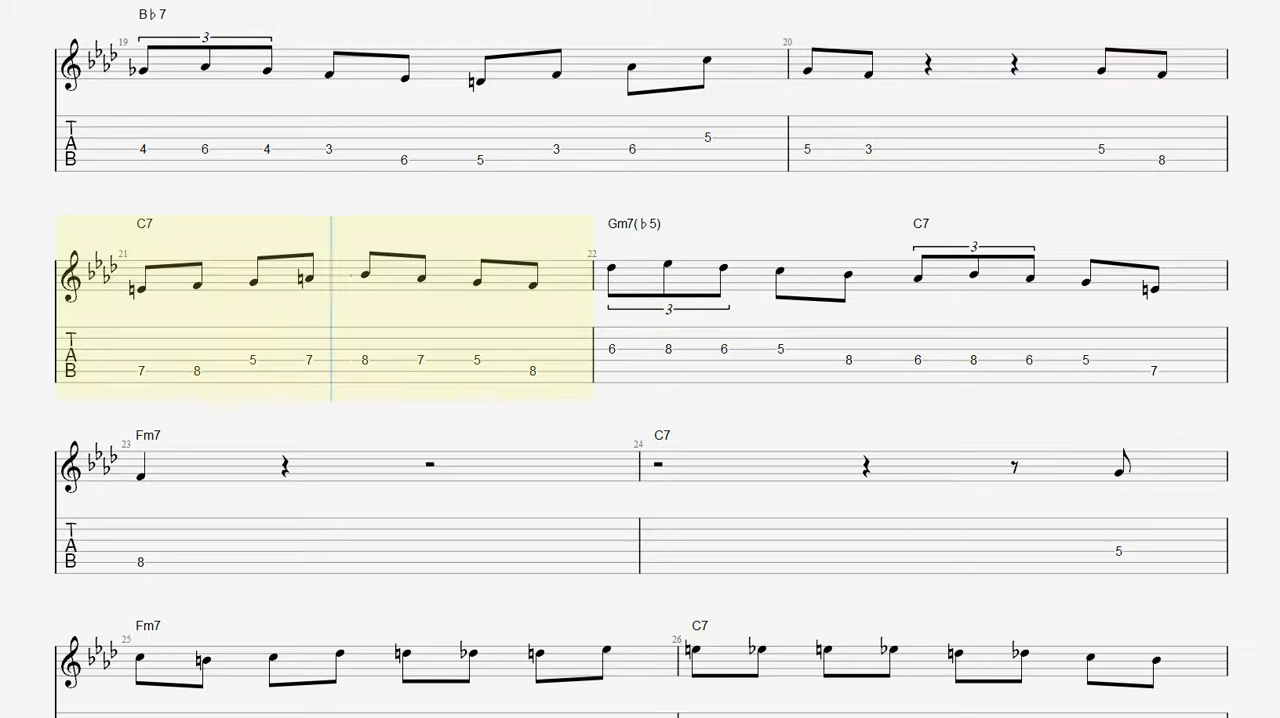 B♭7
19 3 20
T 5
A 4 6 4 3 3 6 5 3 5
B 6 5 8
C7 Gm7(♭5) C7
21 22 3
3
T 6 8 6 5
A 5 7 8 7 5 8 6 8 6 5
B 7 8 8 7
Fm7 C7
23 24
T
A 5
B 8
Fm7 C7
25 26